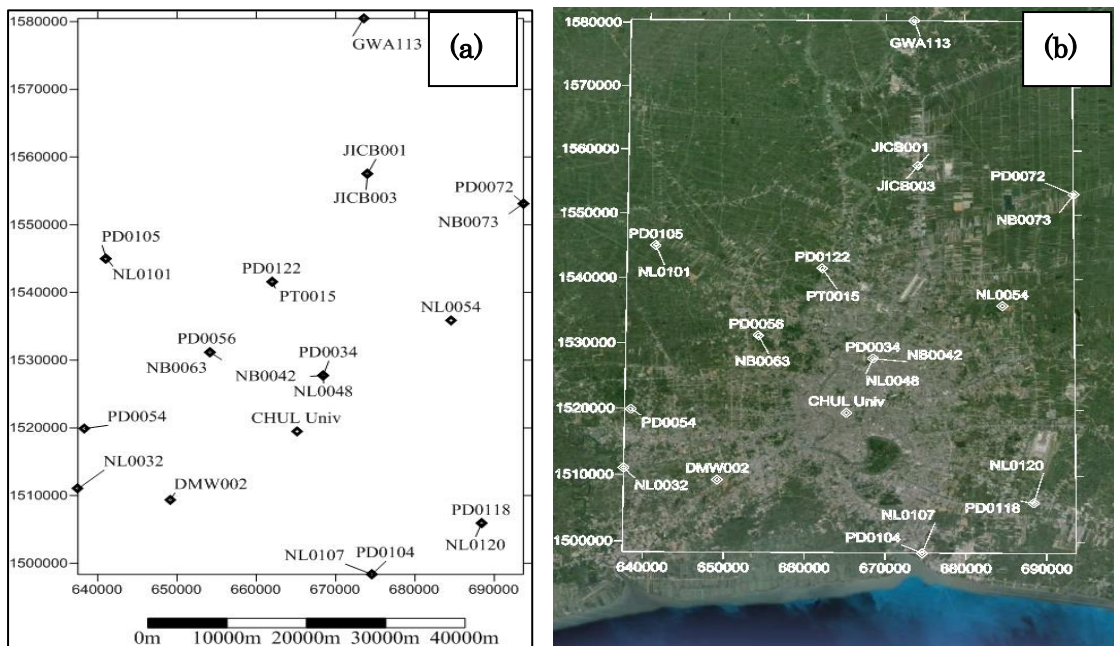 (a)
1580000
GWA113
1570000
1560000
JICB001
JICB003
PD0072
1550000
NB0073
PD0105
NL0101
1540000
PD0122
PT0015
NL0054
PD0056
1530000
NB0063
PD0034
NB0042
NL0048
1520000
PD0054
CHUL Univ
NL0032
1510000
DMW002
PD0118
NL0120
1500000
NL0107
PD0104
640000 650000 660000 670000 680000 690000
0m 10000m 20000m 30000m 40000m
(b)
1580000
GWA113
1570000
1560000
JICB001
JICB003
PD0072
1550000
NB0073
PD0105
NL0101
1540000
PD0122
PT0015
NL0054
PD0056
1530000
NB0063
PD0034
NB0042
NL0048
1520000
PD0054
CHUL Univ
1510000
NL0032
DMW002
NL0120
PD0118
NL0107
1500000
PD0104
640000 650000 660000 670000 680000 690000